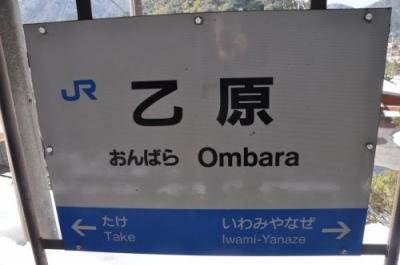 JR 乙原
おんばら Ombara
← たけ いわみやなぜ →
Take Iwami-Yanaze